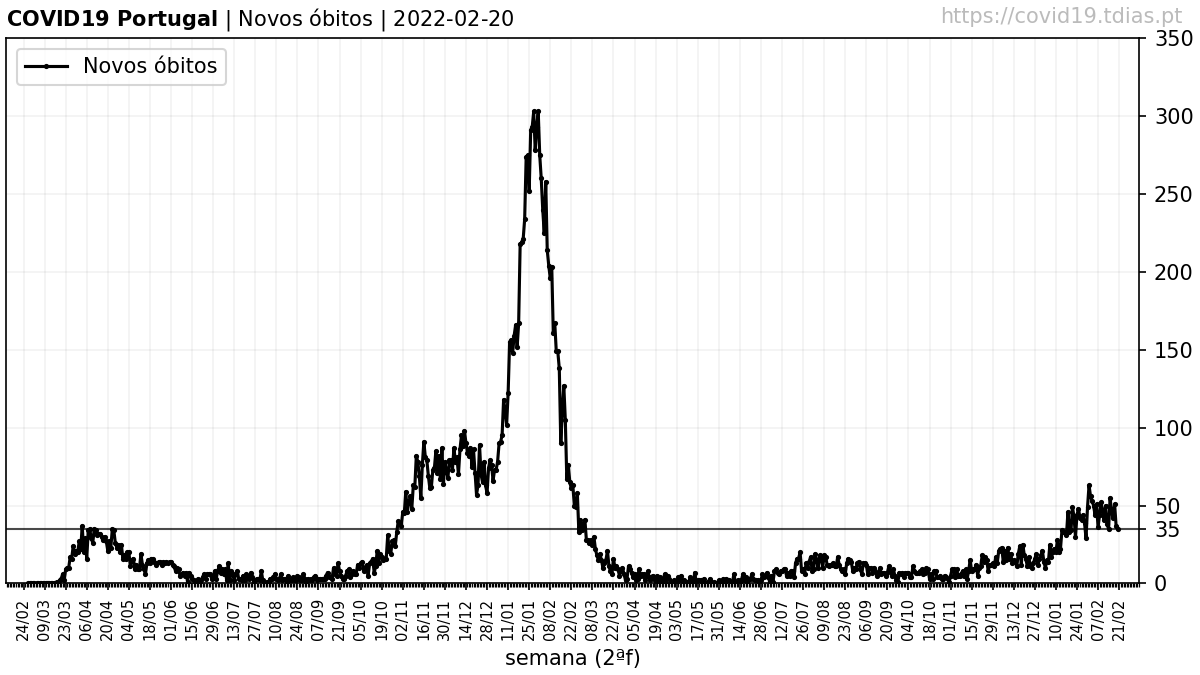 COVID19 Portugal | Novos óbitos | 2022-02-20
https://covid19.tdias.pt
Novos óbitos
350
300
250
200
150
100
50
35
0
24/02 09/03 23/03 06/04 20/04 04/05 18/05 01/06 15/06 29/06 13/07 27/07 10/08 24/08 07/09 21/09 05/10 19/10 02/11 16/11 30/11 14/12 28/12 11/01 25/01 08/02 22/02 08/03 22/03 05/04 19/04 03/05 17/05 31/05 14/06 28/06 12/07 26/07 09/08 23/08 06/09 20/09 04/10 18/10 01/11 15/11 29/11 13/12 27/12 10/01 24/01 07/02 21/02
semana (2ªf)